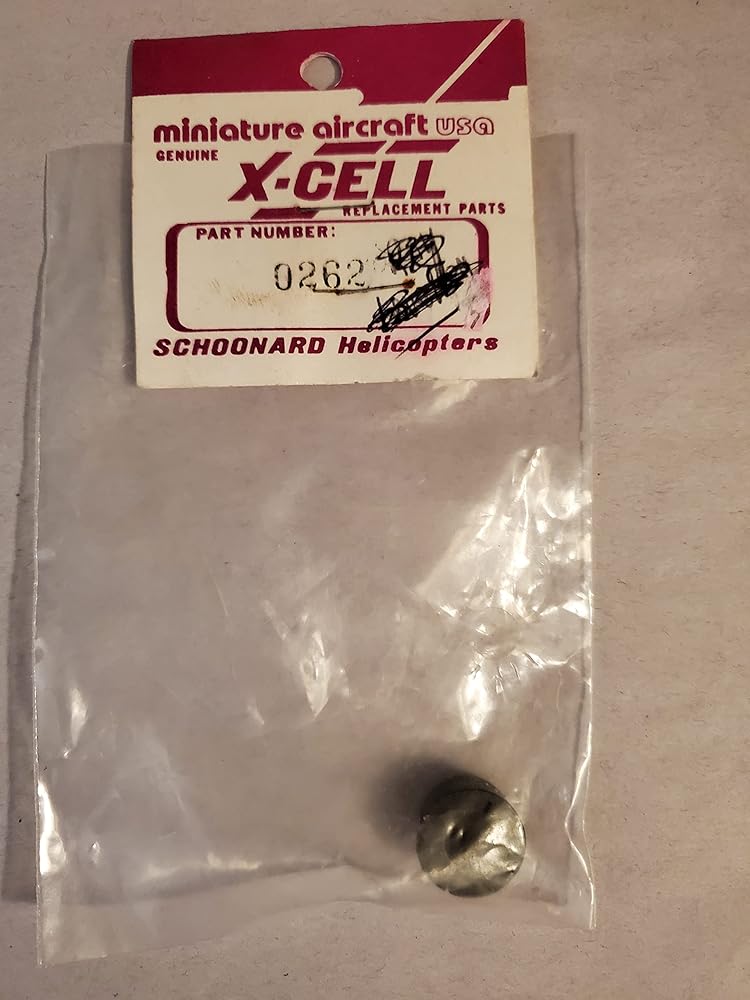 miniature aircraft usa
GENUINE
X-CELL
REPLACEMENT PARTS
PART NUMBER:
0262
SCHOONARD Helicopters